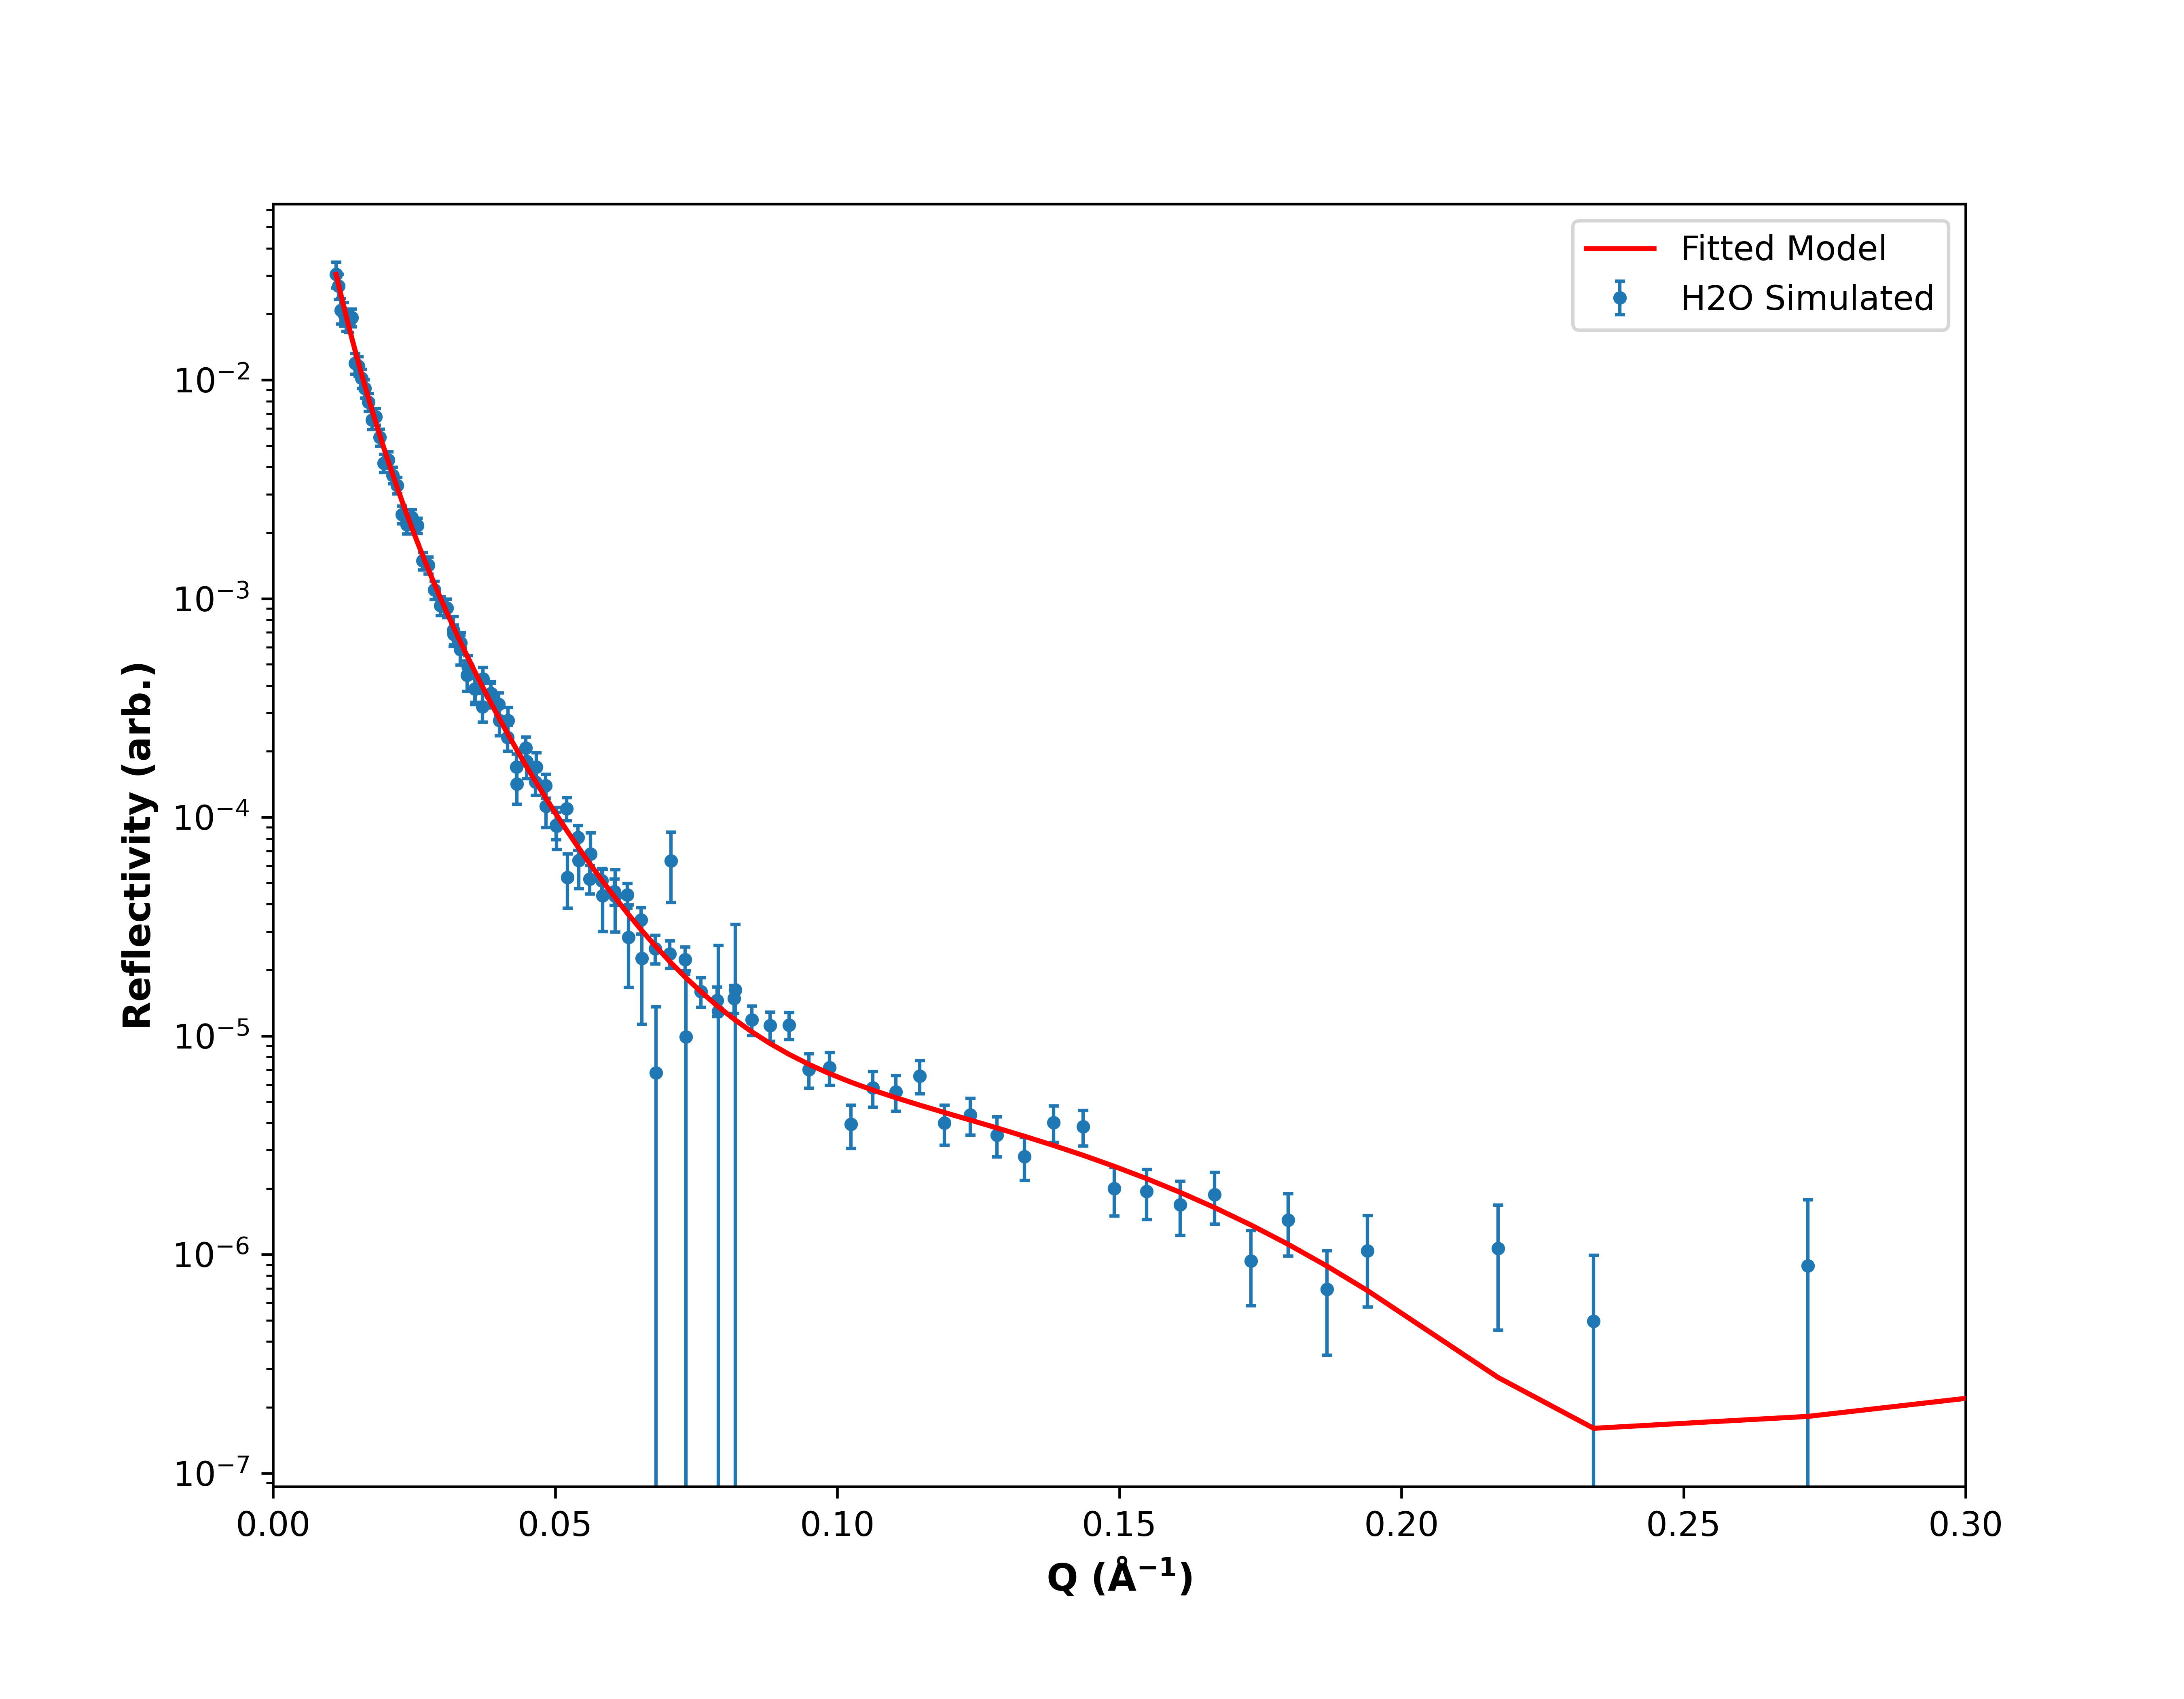 Fitted Model
H2O Simulated
10⁻²
10⁻³
10⁻⁴
10⁻⁵
10⁻⁶
10⁻⁷
Reflectivity (arb.)
0.00 0.05 0.10 0.15 0.20 0.25 0.30
Q (Å⁻¹)